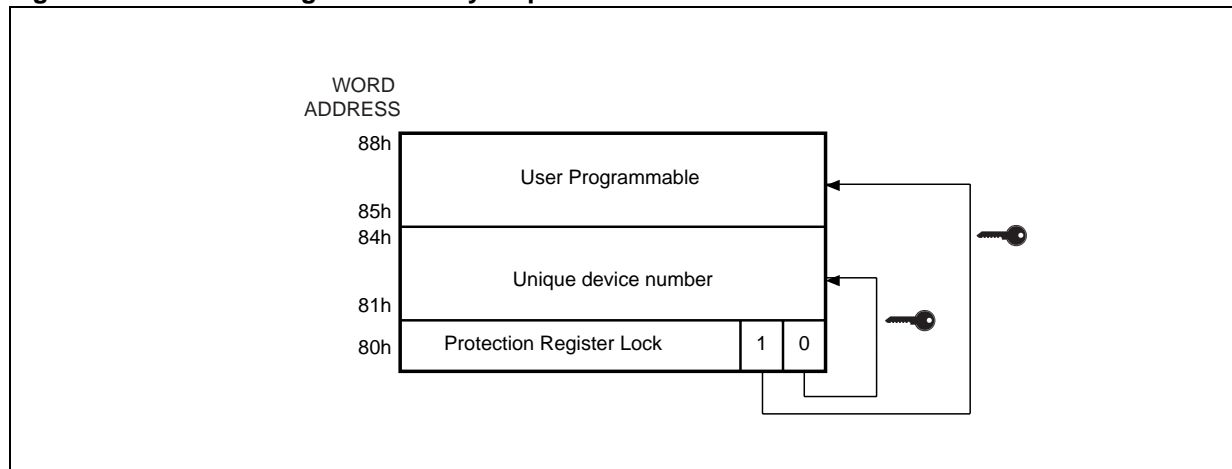 WORD
ADDRESS
88h
User Programmable
85h
84h
Unique device number
81h
80h
Protection Register Lock
1
0